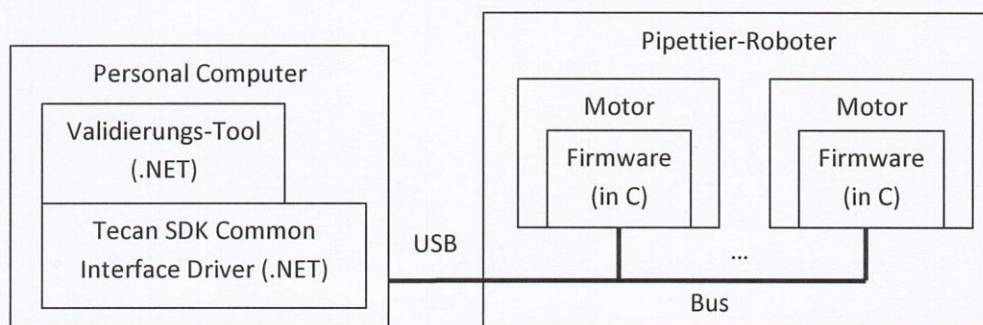 Personal Computer
Validierungs-Tool
(.NET)
Tecan SDK Common
Interface Driver (.NET)
USB
Pipettier-Roboter
Motor
Firmware
(in C)
Motor
Firmware
(in C)
...
Bus